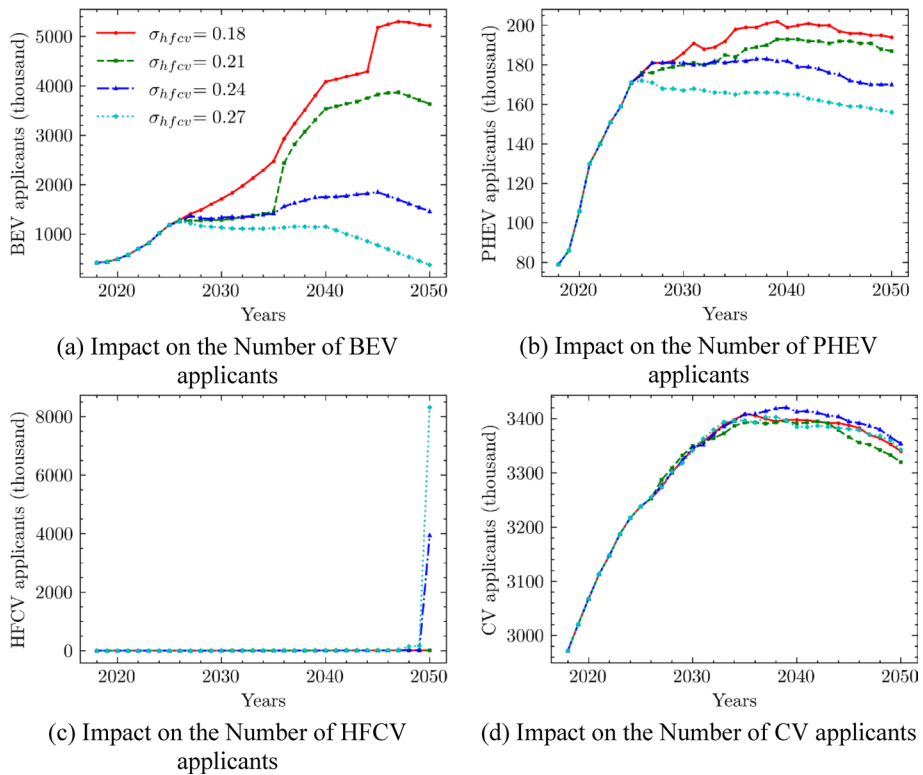 σhfcv = 0.18
σhfcv = 0.21
σhfcv = 0.24
σhfcv = 0.27
5000
4000
3000
2000
1000
BEV applicants (thousand)
2020 2030 2040 2050
Years
(a) Impact on the Number of BEV
applicants
200
180
160
140
120
100
80
PHEV applicants (thousand)
2020 2030 2040 2050
Years
(b) Impact on the Number of PHEV
applicants
8000
6000
4000
2000
0
HFCV applicants (thousand)
2020 2030 2040 2050
Years
(c) Impact on the Number of HFCV
applicants
3400
3300
3200
3100
3000
CV applicants (thousand)
2020 2030 2040 2050
Years
(d) Impact on the Number of CV applicants